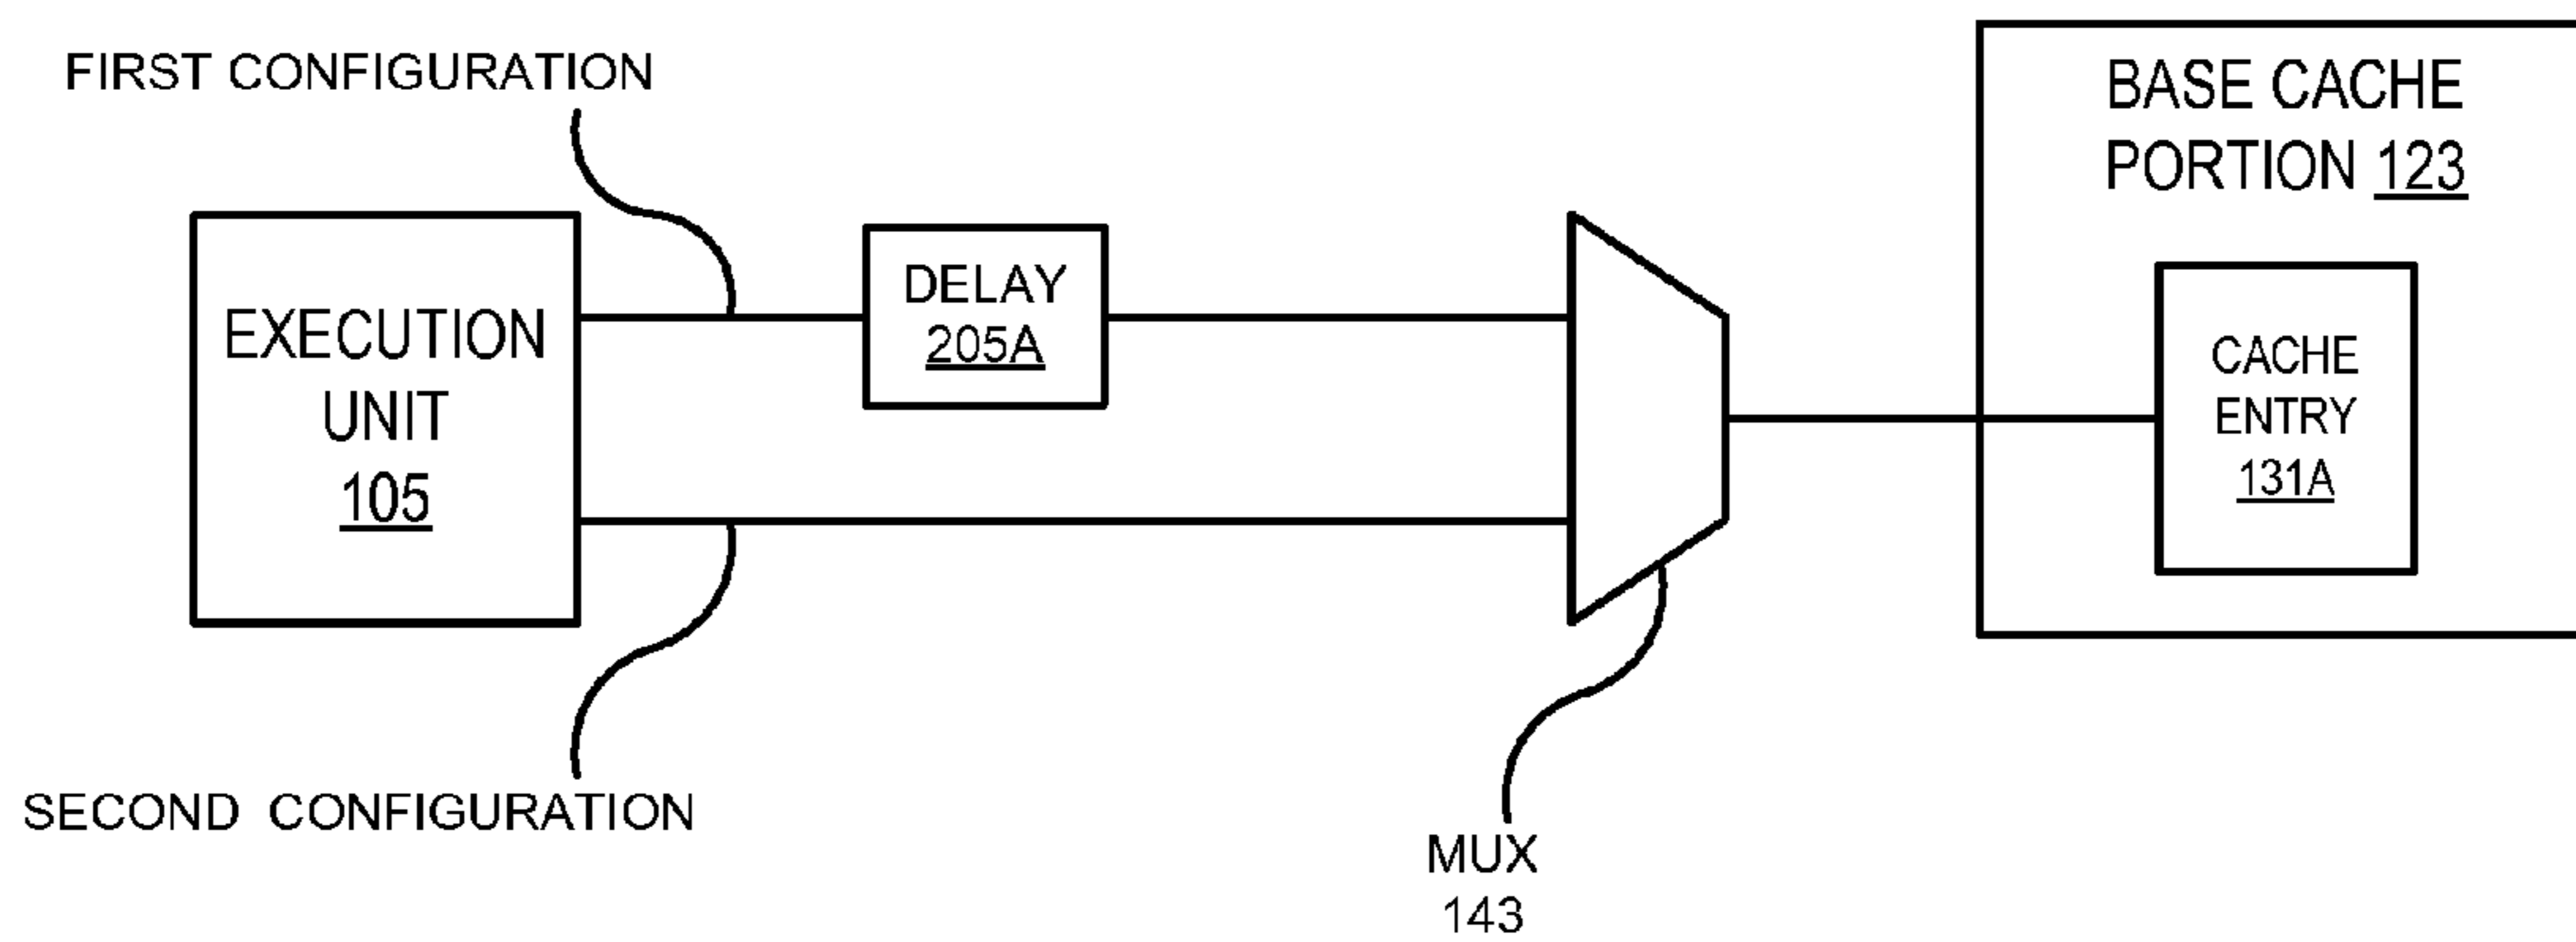 FIRST CONFIGURATION
BASE CACHE
PORTION 123
EXECUTION
UNIT
105
DELAY
205A
CACHE
ENTRY
131A
SECOND CONFIGURATION
MUX
143